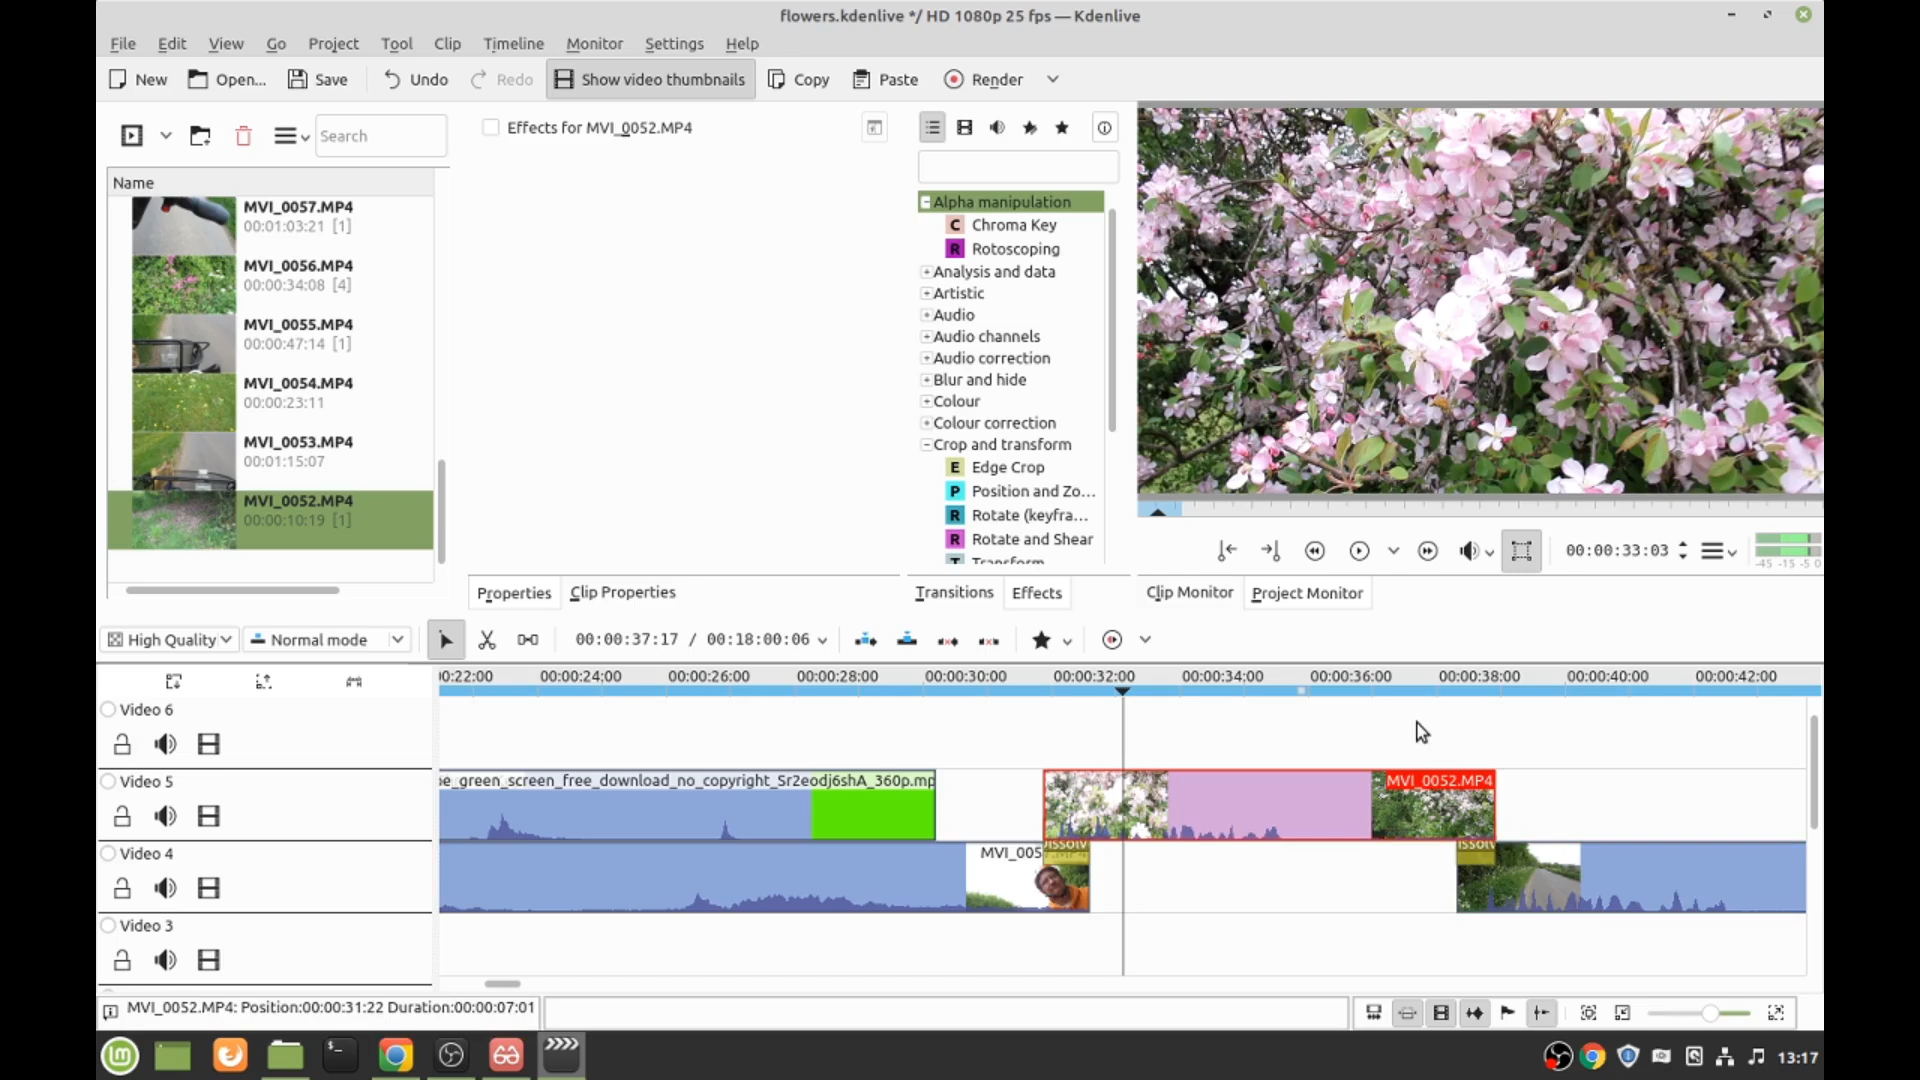 flowers.kdenlive */ HD 1080p 25 fps — Kdenlive
File Edit View Go Project Tool Clip Timeline Monitor Settings Help
New Open... Save Undo Redo Show video thumbnails Copy Paste Render
Search
Name
MVI_0057.MP4
00:01:03:21 [1]
MVI_0056.MP4
00:00:34:08 [4]
MVI_0055.MP4
00:00:47:14 [1]
MVI_0054.MP4
00:00:23:11
MVI_0053.MP4
00:01:15:07
MVI_0052.MP4
00:00:10:19 [1]
Effects for MVI_0052.MP4
Alpha manipulation
C Chroma Key
R Rotoscoping
Analysis and data
Artistic
Audio
Audio channels
Audio correction
Blur and hide
Colour
Colour correction
Crop and transform
E Edge Crop
P Position and Zo...
R Rotate (keyfra...
R Rotate and Shear
T Transform
00:00:33:03
-45 -15 -5 0
Properties Clip Properties
Transitions Effects
Clip Monitor Project Monitor
High Quality Normal mode 00:00:37:17 / 00:18:00:06
00:22:00 00:00:24:00 00:00:26:00 00:00:28:00 00:00:30:00 00:00:32:00 00:00:34:00 00:00:36:00 00:00:38:00 00:00:40:00 00:00:42:00
Video 6
Video 5
be_green_screen_free_download_no_copyright_Sr2eodj6shA_360p.mp
MVI_0052.MP4
Video 4
MVI_005
Video 3
MVI_0052.MP4: Position:00:00:31:22 Duration:00:00:07:01
13:17